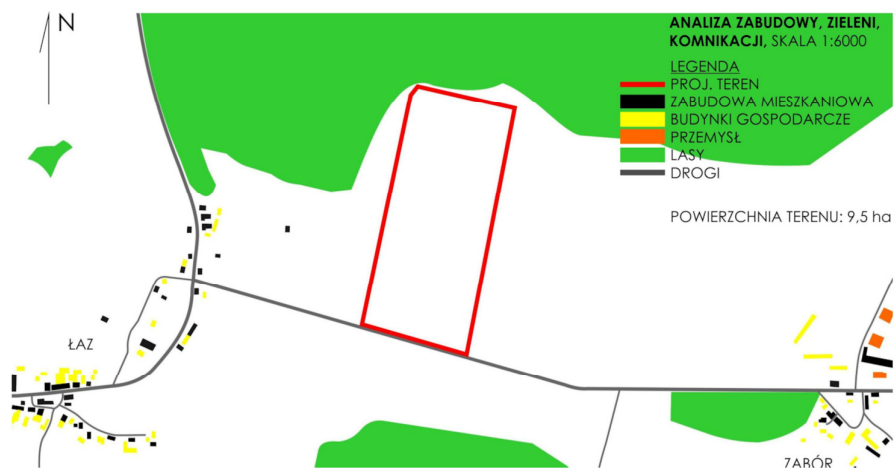 N
ANALIZA ZABUDOWY, ZIELENI,
KOMNIKACJI, SKALA 1:6000
LEGENDA
PROJ. TEREN
ZABUDOWA MIESZKANIOWA
BUDYNKI GOSPODARCZE
PRZEMYSŁ
LASY
DROGI
POWIERZCHNIA TERENU: 9,5 ha
ŁAZ
ZABÓR